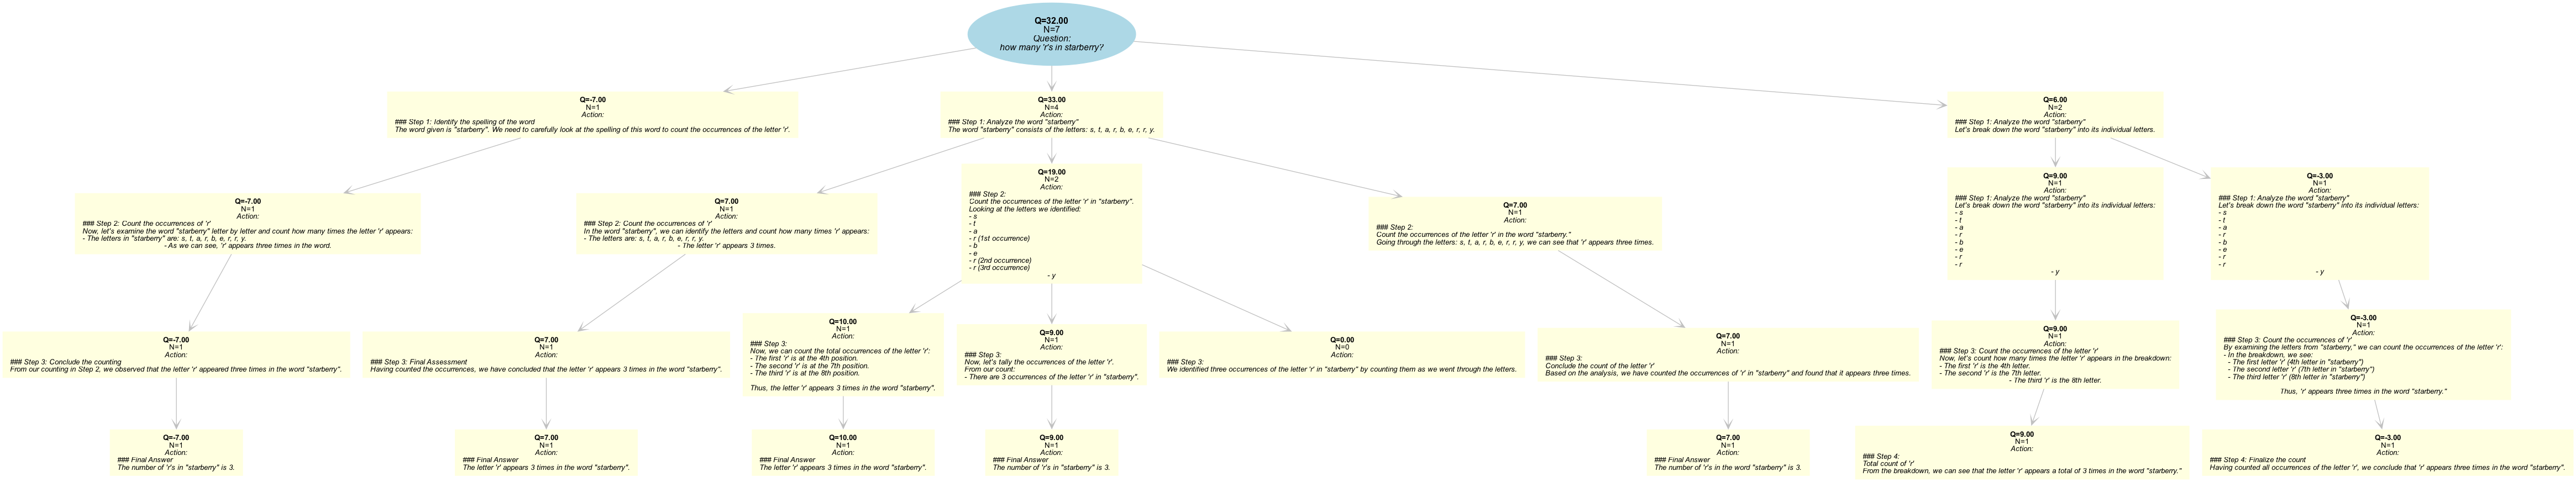 Q=32.00
N=7
Question:
how many 'r's in starberry?
Q=-7.00
N=1
Action:
### Step 1: Identify the spelling of the word
The word given is "starberry". We need to carefully look at the spelling of this word to count the occurrences of the letter 'r'.
Q=33.00
N=4
Action:
### Step 1: Analyze the word "starberry"
The word "starberry" consists of the letters: s, t, a, r, b, e, r, r, y.
Q=6.00
N=2
Action:
### Step 1: Analyze the word "starberry"
Let's break down the word "starberry" into its individual letters.
Q=-7.00
N=1
Action:
### Step 2: Count the occurrences of 'r'
Now, let's examine the word "starberry" letter by letter and count how many times the letter 'r' appears:
- The letters in "starberry" are: s, t, a, r, b, e, r, r, y.
- As we can see, 'r' appears three times in the word.
Q=7.00
N=1
Action:
### Step 2: Count the occurrences of 'r'
In the word "starberry", we can identify the letters and count how many times 'r' appears:
- The letters are: s, t, a, r, b, e, r, r, y.
- The letter 'r' appears 3 times.
Q=19.00
N=2
Action:
### Step 2:
Count the occurrences of the letter 'r' in "starberry".
Looking at the letters we identified:
- s
- t
- a
- r (1st occurrence)
- b
- e
- r (2nd occurrence)
- r (3rd occurrence)
- y
Q=7.00
N=1
Action:
### Step 2:
Count the occurrences of the letter 'r' in the word "starberry."
Going through the letters: s, t, a, r, b, e, r, r, y, we can see that 'r' appears three times.
Q=9.00
N=1
Action:
### Step 1: Analyze the word "starberry"
Let's break down the word "starberry" into its individual letters:
- s
- t
- a
- r
- b
- e
- r
- r
- y
Q=-3.00
N=1
Action:
### Step 1: Analyze the word "starberry"
Let's break down the word "starberry" into its individual letters:
- s
- t
- a
- r
- b
- e
- r
- r
- y
Q=-7.00
N=1
Action:
### Step 3: Conclude the counting
From our counting in Step 2, we observed that the letter 'r' appeared three times in the word "starberry".
Q=7.00
N=1
Action:
### Step 3: Final Assessment
Having counted the occurrences, we have concluded that the letter 'r' appears 3 times in the word "starberry".
Q=10.00
N=1
Action:
### Step 3:
Now, we can count the total occurrences of the letter 'r':
- The first 'r' is at the 4th position.
- The second 'r' is at the 7th position.
- The third 'r' is at the 8th position.
Thus, the letter 'r' appears 3 times in the word "starberry".
Q=9.00
N=1
Action:
### Step 3:
Now, let's tally the occurrences of the letter 'r'.
From our count:
- There are 3 occurrences of the letter 'r' in "starberry".
Q=0.00
N=0
Action:
### Step 3:
We identified three occurrences of the letter 'r' in "starberry" by counting them as we went through the letters.
Q=7.00
N=1
Action:
### Step 3:
Conclude the count of the letter 'r'
Based on the analysis, we have counted the occurrences of 'r' in "starberry" and found that it appears three times.
Q=9.00
N=1
Action:
### Step 3: Count the occurrences of the letter 'r'
Now, let's count how many times the letter 'r' appears in the breakdown:
- The first 'r' is the 4th letter.
- The second 'r' is the 7th letter.
- The third 'r' is the 8th letter.
Q=-3.00
N=1
Action:
### Step 3: Count the occurrences of 'r'
By examining the letters from "starberry," we can count the occurrences of the letter 'r':
- In the breakdown, we see:
- The first letter 'r' (4th letter in "starberry")
- The second letter 'r' (7th letter in "starberry")
- The third letter 'r' (8th letter in "starberry")
Thus, 'r' appears three times in the word "starberry."
Q=-7.00
N=1
Action:
### Final Answer
The number of 'r's in "starberry" is 3.
Q=7.00
N=1
Action:
### Final Answer
The letter 'r' appears 3 times in the word "starberry".
Q=10.00
N=1
Action:
### Final Answer
The letter 'r' appears 3 times in the word "starberry".
Q=9.00
N=1
Action:
### Final Answer
The number of 'r's in "starberry" is 3.
Q=7.00
N=1
Action:
### Final Answer
The number of 'r's in the word "starberry" is 3.
Q=9.00
N=1
Action:
### Step 4:
Total count of 'r'
From the breakdown, we can see that the letter 'r' appears a total of 3 times in the word "starberry."
Q=-3.00
N=1
Action:
### Step 4: Finalize the count
Having counted all occurrences of the letter 'r', we conclude that 'r' appears three times in the word "starberry".